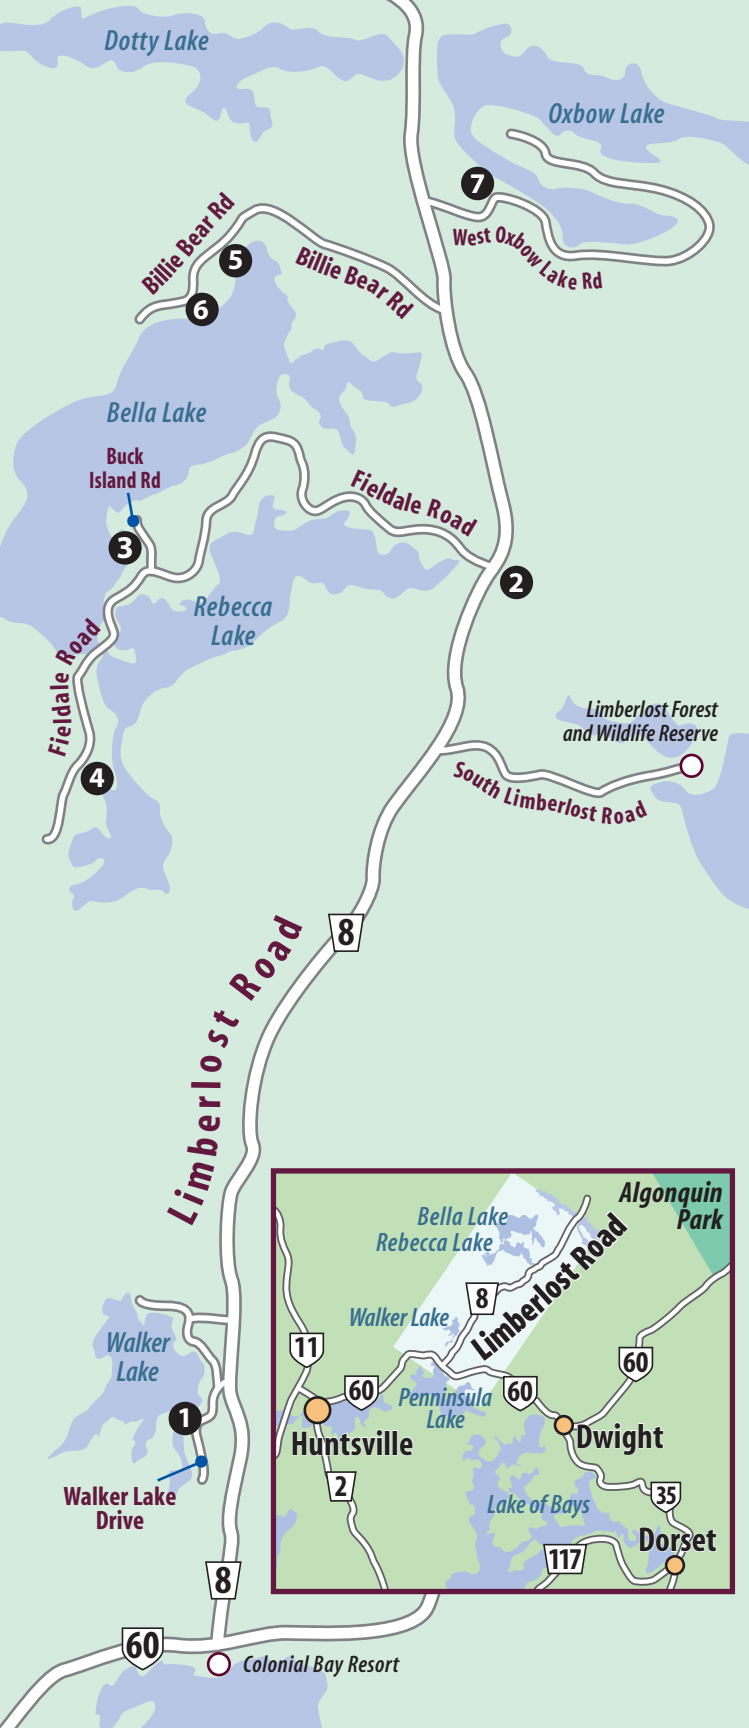 Dotty Lake
Oxbow Lake
7
Billie Bear Rd
West Oxbow Lake Rd
5
Billie Bear Rd
6
Bella Lake
Buck
Island Rd
Fieldale Road
3
2
Rebecca
Lake
Fieldale Road
Limberlost Forest
and Wildlife Reserve
4
South Limberlost Road
8
Limberlost Road
Algonquin
Park
Bella Lake
Rebecca Lake
8
Limberlost Road
Walker Lake
11
60
60
60
Penninsula
Lake
Huntsville
Dwight
2
35
Lake of Bays
Dorset
117
Walker
Lake
1
Walker Lake
Drive
8
60
Colonial Bay Resort